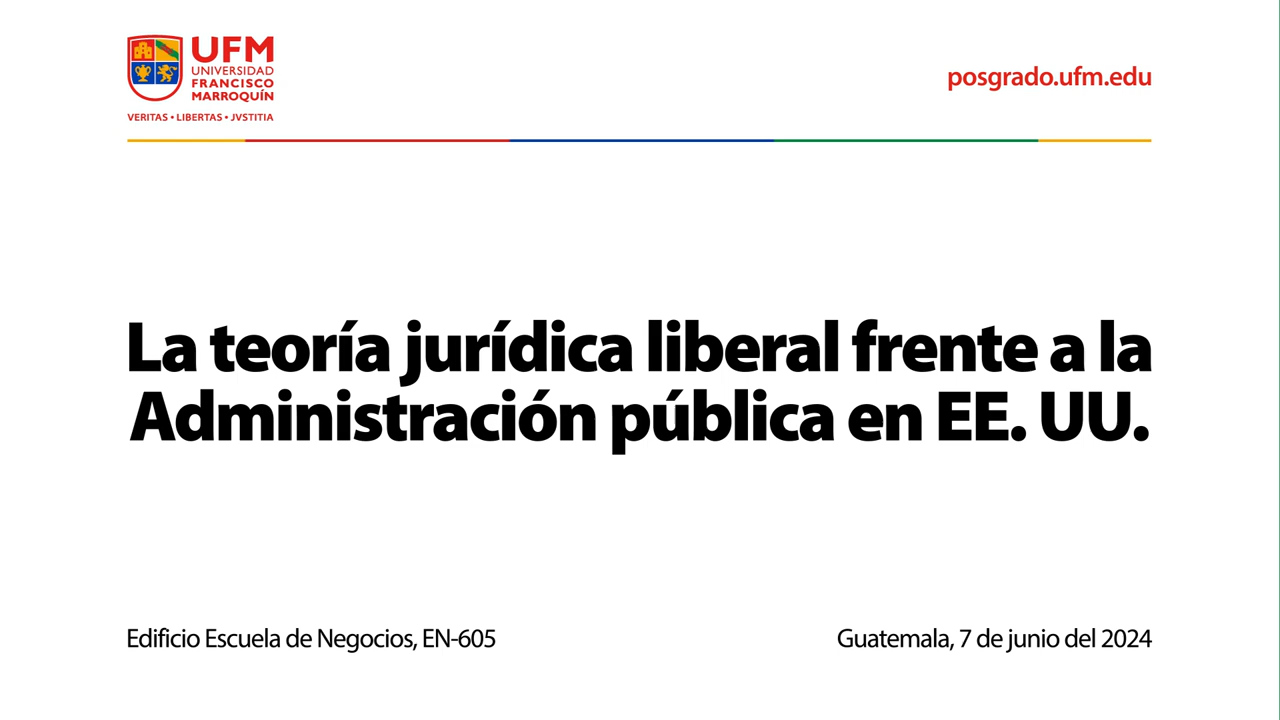 UFM
UNIVERSIDAD
FRANCISCO
MARROQUÍN
VERITAS • LIBERTAS • JVSTITIA
posgrado.ufm.edu
La teoría jurídica liberal frente a la
Administración pública en EE. UU.
Edificio Escuela de Negocios, EN-605
Guatemala, 7 de junio del 2024